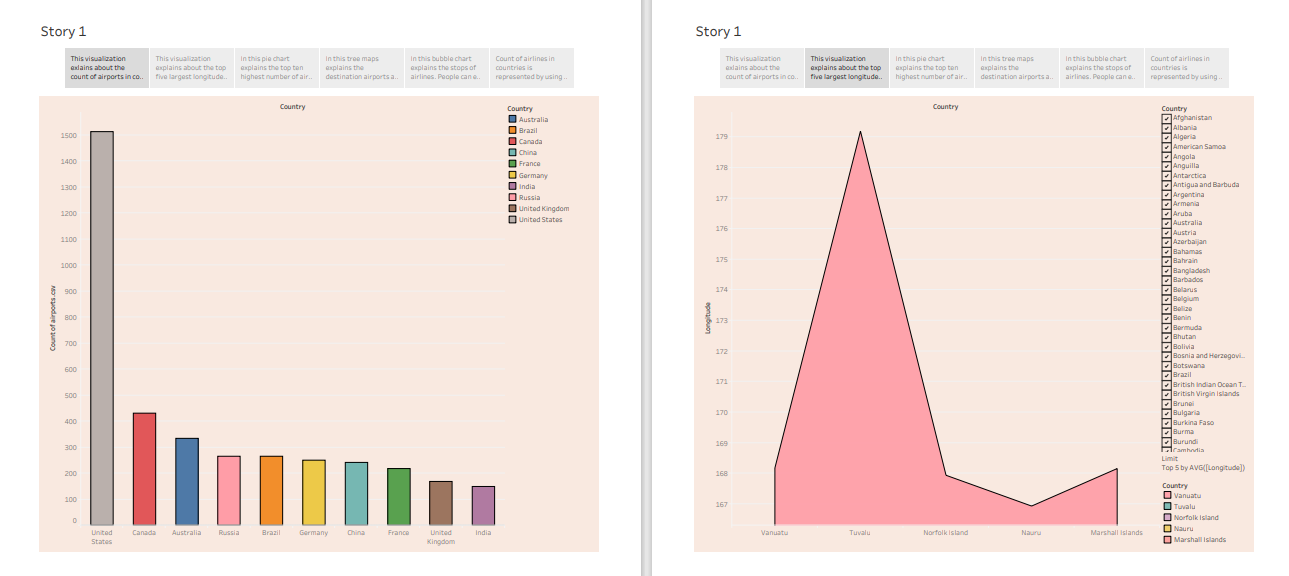 Story 1
This visualization
exlains about the
count of airports in co..
This visualization
explains about the top
five largest longitude..
In this pie chart
explains the top ten
highest number of air..
In this tree maps
explains the
destination airports a..
In this bubble chart
explains the stops of
airlines. People can e..
Count of airlines in
countries is
represented by using ..
Country
Count of airports.csv
1500
1400
1300
1200
1100
1000
900
800
700
600
500
400
300
200
100
0
United
States
Canada
Australia
Russia
Brazil
Germany
China
France
United
Kingdom
India
Country
Australia
Brazil
Canada
China
France
Germany
India
Russia
United Kingdom
United States
Story 1
This visualization
exlains about the
count of airports in co..
This visualization
explains about the top
five largest longitude..
In this pie chart
explains the top ten
highest number of air..
In this tree maps
explains the
destination airports a..
In this bubble chart
explains the stops of
airlines. People can e..
Count of airlines in
countries is
represented by using ..
Country
Longitude
179
178
177
176
175
174
173
172
171
170
169
168
167
Vanuatu
Tuvalu
Norfolk Island
Nauru
Marshall Islands
Country
Afghanistan
Albania
Algeria
American Samoa
Angola
Anguilla
Antarctica
Antigua and Barbuda
Argentina
Armenia
Aruba
Australia
Austria
Azerbaijan
Bahamas
Bahrain
Bangladesh
Barbados
Belarus
Belgium
Belize
Benin
Bermuda
Bhutan
Bolivia
Bosnia and Herzegovi..
Botswana
Brazil
British Indian Ocean T..
British Virgin Islands
Brunei
Bulgaria
Burkina Faso
Burma
Burundi
Cambodia
Limit
Top 5 by AVG([Longitude])
Country
Vanuatu
Tuvalu
Norfolk Island
Nauru
Marshall Islands